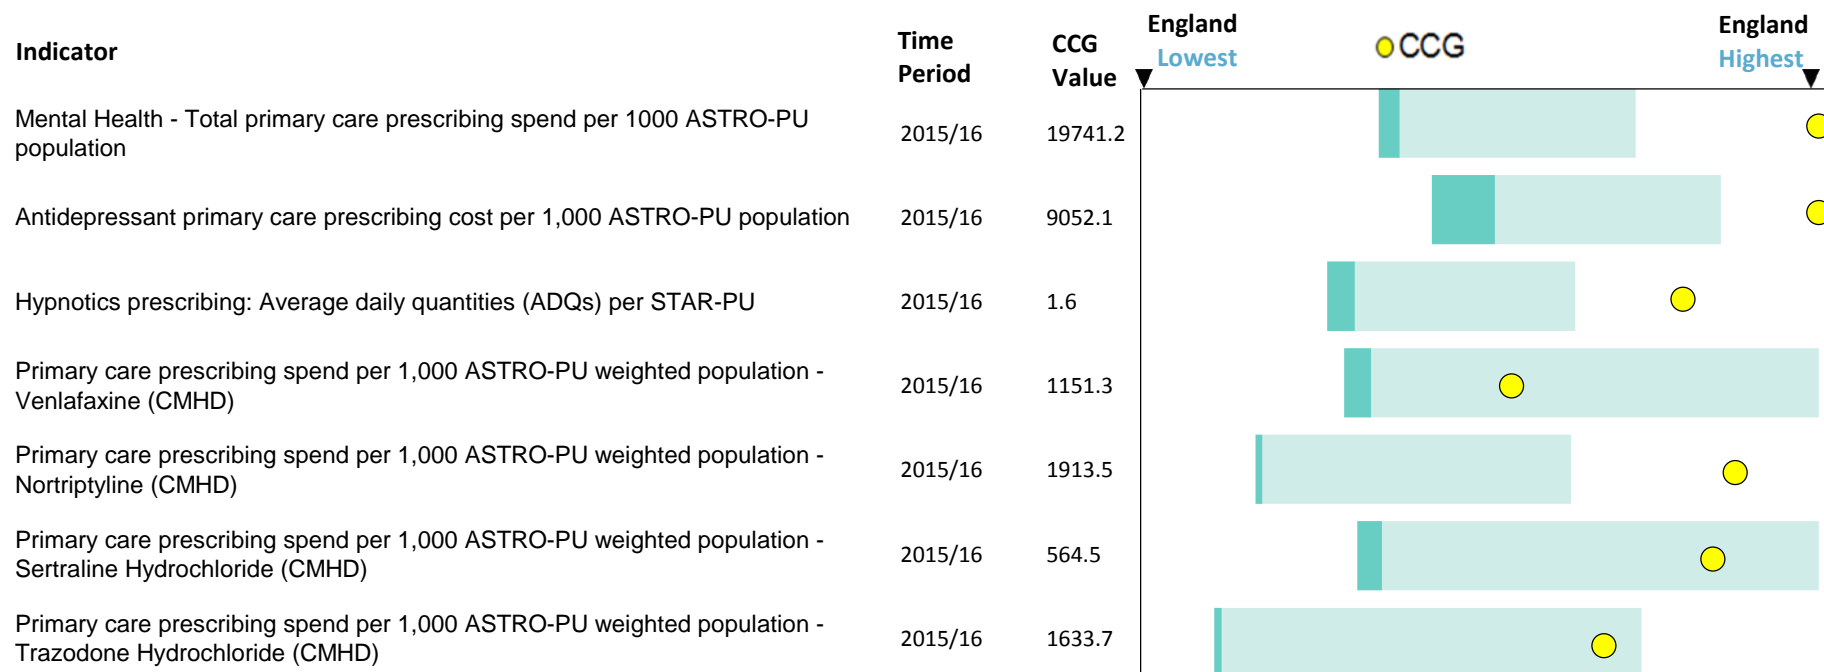 Indicator
Time Period
CCG Value
England Lowest
CCG
England Highest
Mental Health - Total primary care prescribing spend per 1000 ASTRO-PU
population
2015/16
19741.2
Antidepressant primary care prescribing cost per 1,000 ASTRO-PU population
2015/16
9052.1
Hypnotics prescribing: Average daily quantities (ADQs) per STAR-PU
2015/16
1.6
Primary care prescribing spend per 1,000 ASTRO-PU weighted population -
Venlafaxine (CMHD)
2015/16
1151.3
Primary care prescribing spend per 1,000 ASTRO-PU weighted population -
Nortriptyline (CMHD)
2015/16
1913.5
Primary care prescribing spend per 1,000 ASTRO-PU weighted population -
Sertraline Hydrochloride (CMHD)
2015/16
564.5
Primary care prescribing spend per 1,000 ASTRO-PU weighted population -
Trazodone Hydrochloride (CMHD)
2015/16
1633.7